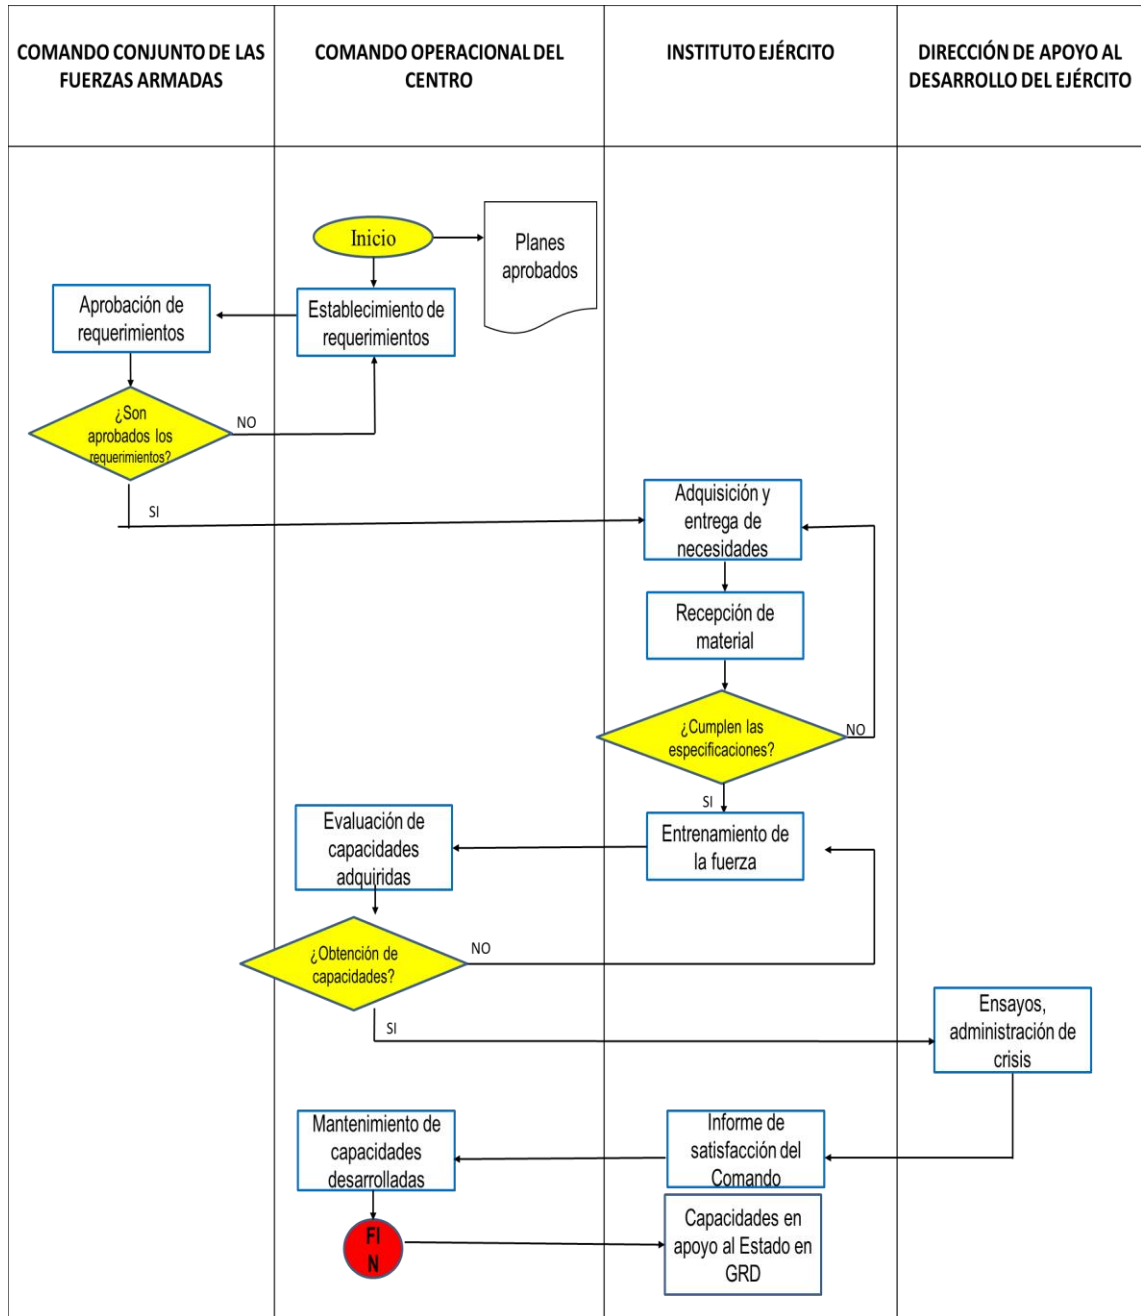 COMANDO CONJUNTO DE LAS
FUERZAS ARMADAS
COMANDO OPERACIONAL DEL
CENTRO
INSTITUTO EJÉRCITO
DIRECCIÓN DE APOYO AL
DESARROLLO DEL EJÉRCITO
Inicio
Planes
aprobados
Aprobación de
requerimientos
Establecimiento de
requerimientos
¿Son
aprobados los
requerimientos?
NO
SI
Adquisición y
entrega de
necesidades
Recepción de
material
¿Cumplen las
especificaciones?
NO
SI
Evaluación de
capacidades
adquiridas
Entrenamiento de
la fuerza
¿Obtención de
capacidades?
NO
SI
Ensayos,
administración de
crisis
Mantenimiento de
capacidades
desarrolladas
Informe de
satisfacción del
Comando
FI
N
Capacidades en
apoyo al Estado en
GRD